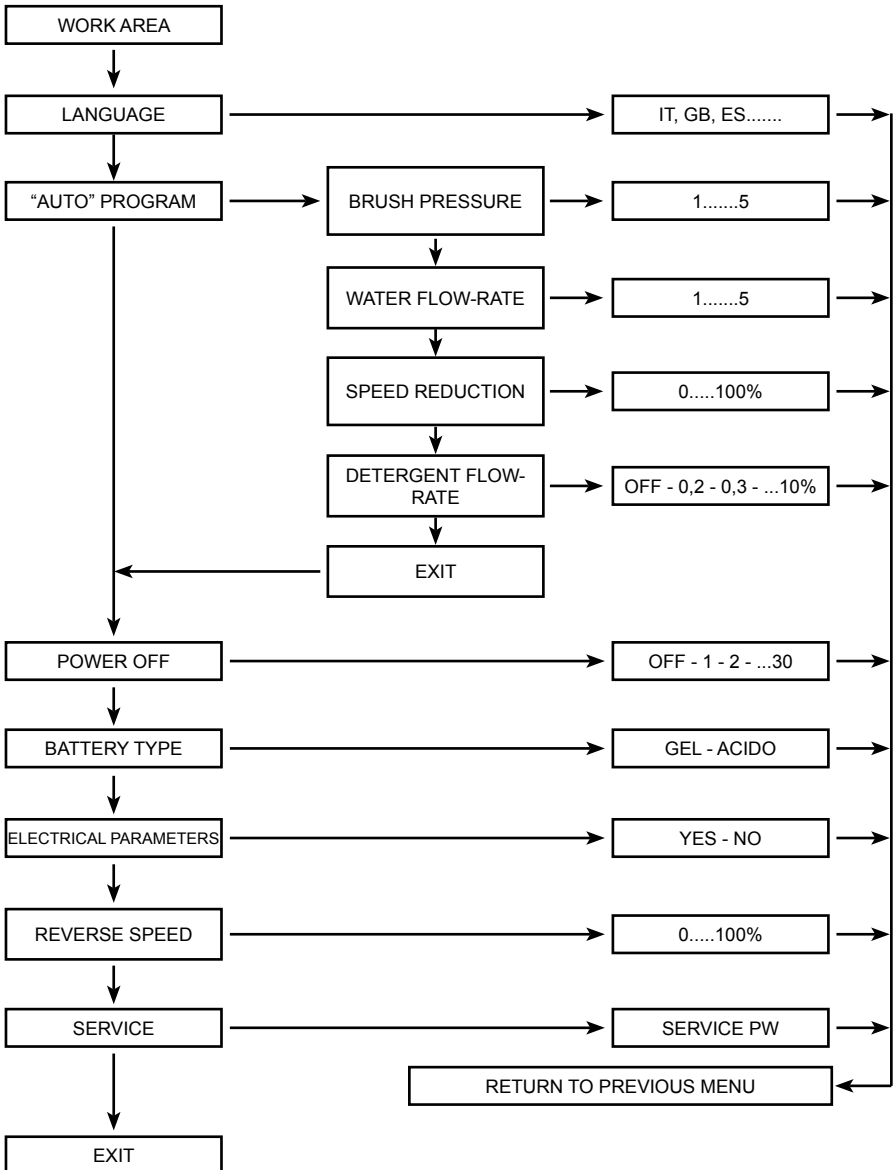 WORK AREA
LANGUAGE
IT, GB, ES.......
“AUTO” PROGRAM
BRUSH PRESSURE
1.......5
WATER FLOW-RATE
1.......5
SPEED REDUCTION
0.....100%
DETERGENT FLOW-
RATE
OFF - 0,2 - 0,3 - ...10%
EXIT
POWER OFF
OFF - 1 - 2 - ...30
BATTERY TYPE
GEL - ACIDO
ELECTRICAL PARAMETERS
YES - NO
REVERSE SPEED
0.....100%
SERVICE
SERVICE PW
RETURN TO PREVIOUS MENU
EXIT